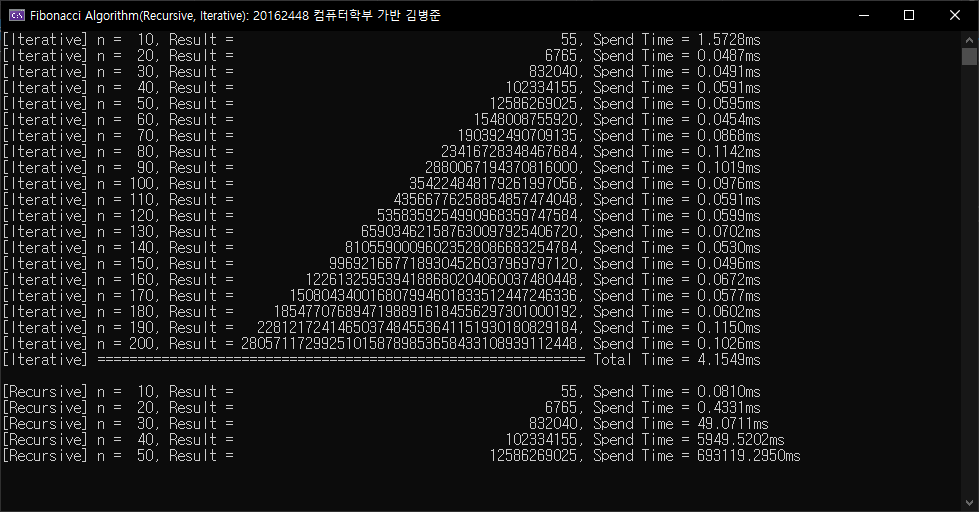 Fibonacci Algorithm(Recursive, Iterative): 20162448 컴퓨터학부 가반 김병준
[Iterative] n =  10, Result =                                         55, Spend Time = 1.5728ms
[Iterative] n =  20, Result =                                       6765, Spend Time = 0.0487ms
[Iterative] n =  30, Result =                                     832040, Spend Time = 0.0491ms
[Iterative] n =  40, Result =                                  102334155, Spend Time = 0.0591ms
[Iterative] n =  50, Result =                                12586269025, Spend Time = 0.0595ms
[Iterative] n =  60, Result =                              1548008755920, Spend Time = 0.0454ms
[Iterative] n =  70, Result =                            190392490709135, Spend Time = 0.0868ms
[Iterative] n =  80, Result =                          23416728348467684, Spend Time = 0.1142ms
[Iterative] n =  90, Result =                        2880067194370816000, Spend Time = 0.1019ms
[Iterative] n = 100, Result =                      354224848179261997056, Spend Time = 0.0976ms
[Iterative] n = 110, Result =                    43566776258854857474048, Spend Time = 0.0591ms
[Iterative] n = 120, Result =                  5358359254990968359747584, Spend Time = 0.0599ms
[Iterative] n = 130, Result =                659034621587630097925406720, Spend Time = 0.0702ms
[Iterative] n = 140, Result =              81055900096023528086683254784, Spend Time = 0.0530ms
[Iterative] n = 150, Result =            9969216677189304526037969797120, Spend Time = 0.0496ms
[Iterative] n = 160, Result =         1226132595394188680204060037480448, Spend Time = 0.0672ms
[Iterative] n = 170, Result =       150804340016807994601833512447246336, Spend Time = 0.0577ms
[Iterative] n = 180, Result =     18547707689471988916184556297301000192, Spend Time = 0.0602ms
[Iterative] n = 190, Result =   2281217241465037484553641151930180829184, Spend Time = 0.1150ms
[Iterative] n = 200, Result = 280571172992510158789853658433108939112448, Spend Time = 0.1026ms
[Iterative] ============================================================= Total Time = 4.1549ms
[Recursive] n =  10, Result =                                         55, Spend Time = 0.0810ms
[Recursive] n =  20, Result =                                       6765, Spend Time = 0.4331ms
[Recursive] n =  30, Result =                                     832040, Spend Time = 49.0711ms
[Recursive] n =  40, Result =                                  102334155, Spend Time = 5949.5202ms
[Recursive] n =  50, Result =                                12586269025, Spend Time = 693119.2950ms